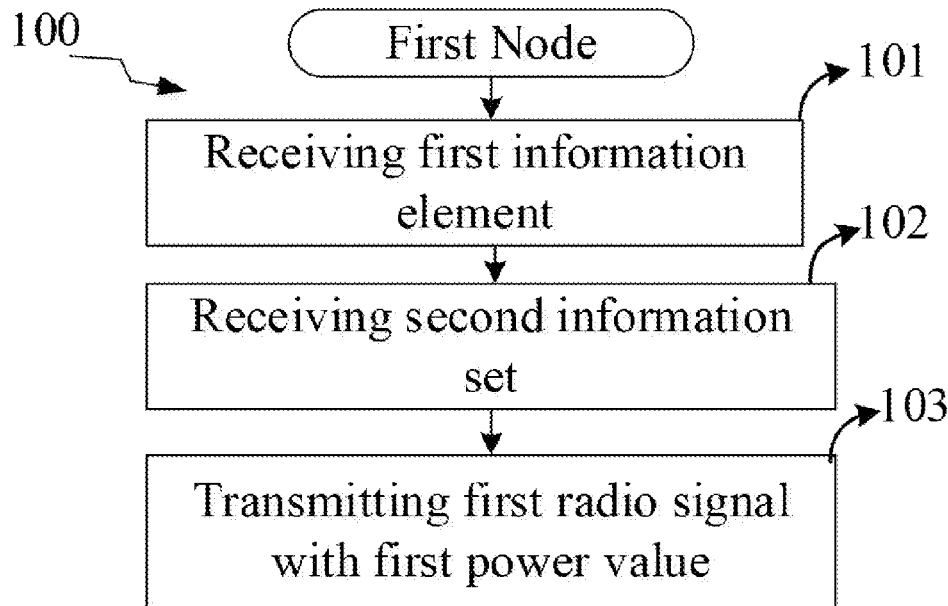 100
First Node
101
Receiving first information
element
102
Receiving second information
set
103
Transmitting first radio signal
with first power value